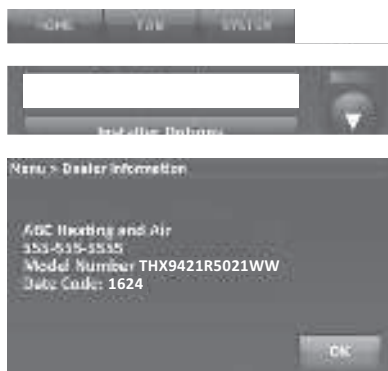 HOME FAN SYSTEM
Installer Options
Menu > Dealer Information
ABC Heating and Air
555-555-5555
Model Number THX9421R5021WW
Date Code: 1624
OK